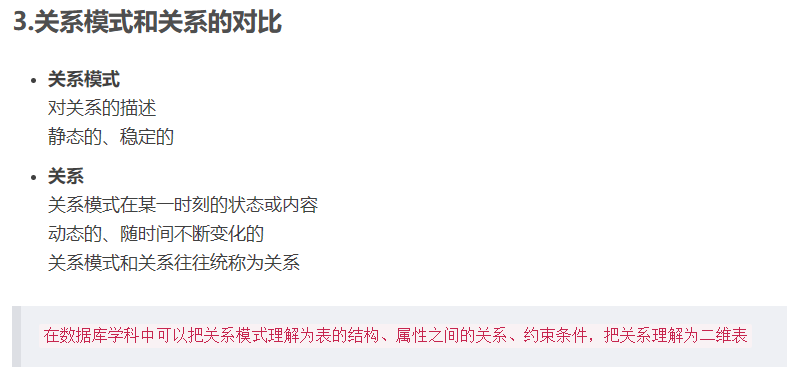 3.关系模式和关系的对比
关系模式
对关系的描述
静态的、稳定的
关系
关系模式在某一时刻的状态或内容
动态的、随时间不断变化的
关系模式和关系往往统称为关系
在数据库学科中可以把关系模式理解为表的结构、属性之间的关系、约束条件，把关系理解为二维表